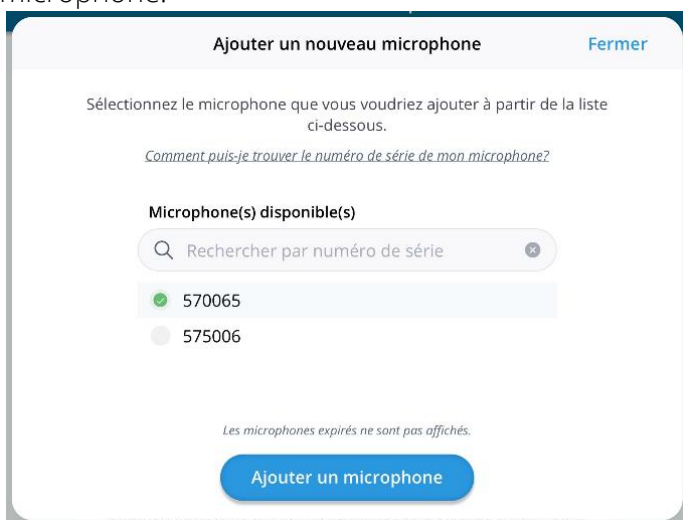 microphone.
Ajouter un nouveau microphone
Fermer
Sélectionnez le microphone que vous voudriez ajouter à partir de la liste
ci-dessous.
Comment puis-je trouver le numéro de série de mon microphone?
Microphone(s) disponible(s)
Rechercher par numéro de série
570065
575006
Les microphones expirés ne sont pas affichés.
Ajouter un microphone